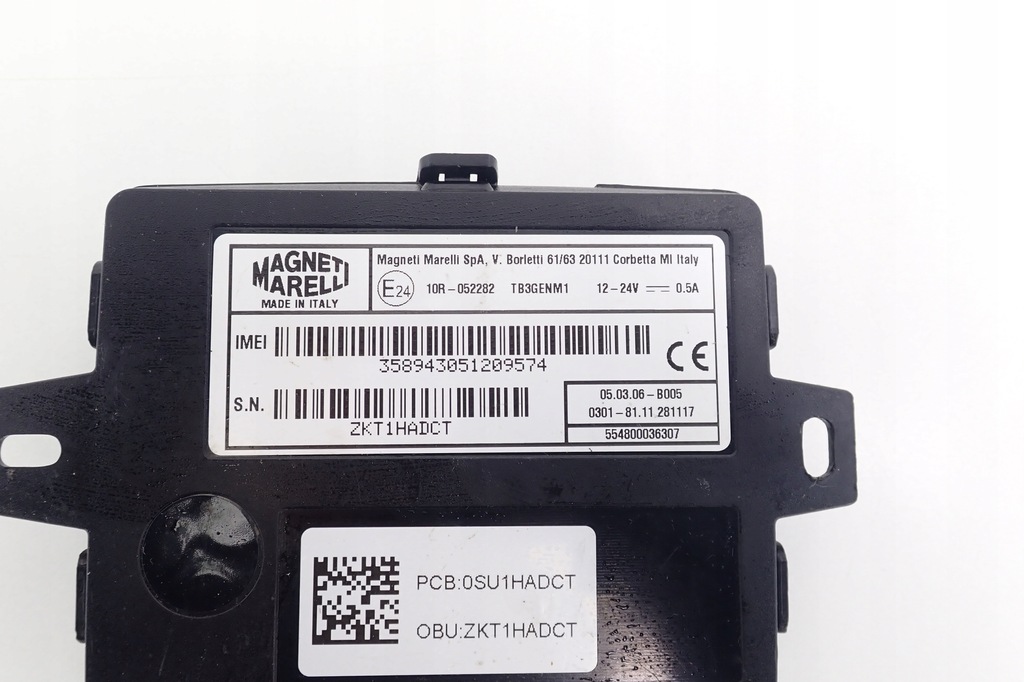 MAGNETI
MARELLI
MADE IN ITALY
Magneti Marelli SpA, V. Borletti 61/63 20111 Corbetta MI Italy
E24 10R-052282 TB3GENM1 12-24V 0.5A
IMEI
358943051209574
CE
S.N.
ZKT1HADCT
05.03.06-B005
0301-81.11.281117
554800036307
PCB:0SU1HADCT
OBU:ZKT1HADCT